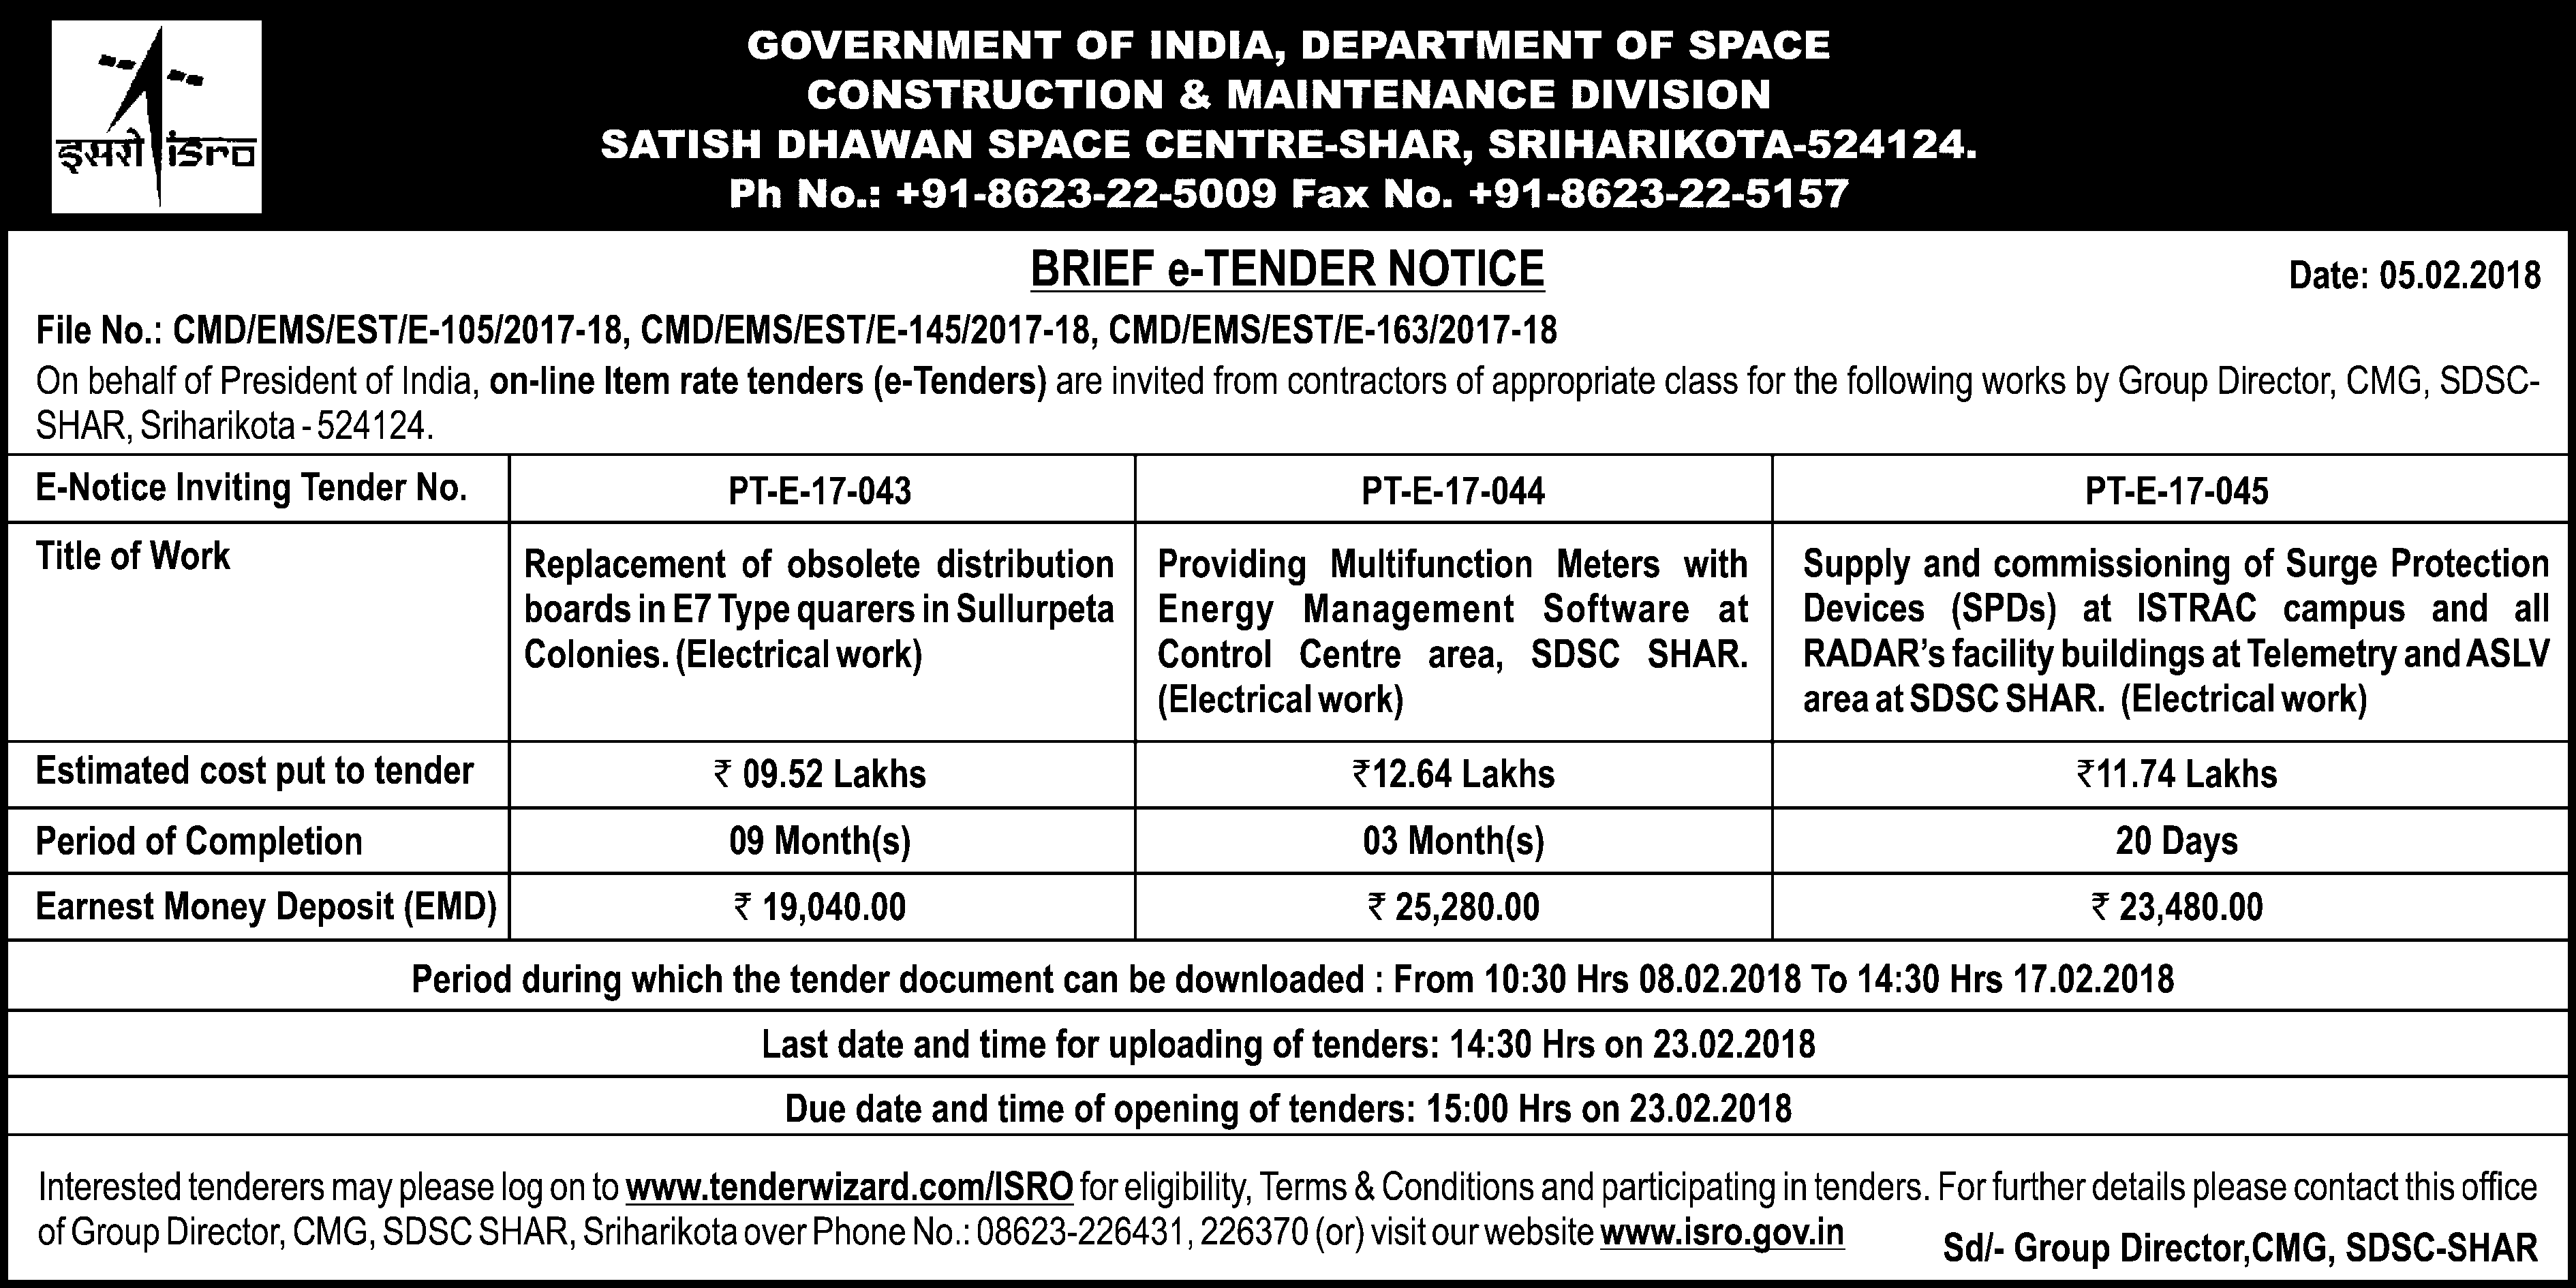 इसरो isro
GOVERNMENT OF INDIA, DEPARTMENT OF SPACE
CONSTRUCTION & MAINTENANCE DIVISION
SATISH DHAWAN SPACE CENTRE-SHAR, SRIHARIKOTA-524124.
Ph No.: +91-8623-22-5009 Fax No. +91-8623-22-5157
BRIEF e-TENDER NOTICE
Date: 05.02.2018
File No.: CMD/EMS/EST/E-105/2017-18, CMD/EMS/EST/E-145/2017-18, CMD/EMS/EST/E-163/2017-18
On behalf of President of India, on-line Item rate tenders (e-Tenders) are invited from contractors of appropriate class for the following works by Group Director, CMG, SDSC-
SHAR, Sriharikota - 524124.
E-Notice Inviting Tender No.
PT-E-17-043
PT-E-17-044
PT-E-17-045
Title of Work
Replacement of obsolete distribution
boards in E7 Type quarers in Sullurpeta
Colonies. (Electrical work)
Providing Multifunction Meters with
Energy Management Software at
Control Centre area, SDSC SHAR.
(Electrical work)
Supply and commissioning of Surge Protection
Devices (SPDs) at ISTRAC campus and all
RADAR's facility buildings at Telemetry and ASLV
area at SDSC SHAR. (Electrical work)
Estimated cost put to tender
₹ 09.52 Lakhs
₹12.64 Lakhs
₹11.74 Lakhs
Period of Completion
09 Month(s)
03 Month(s)
20 Days
Earnest Money Deposit (EMD)
₹ 19,040.00
₹ 25,280.00
₹ 23,480.00
Period during which the tender document can be downloaded : From 10:30 Hrs 08.02.2018 To 14:30 Hrs 17.02.2018
Last date and time for uploading of tenders: 14:30 Hrs on 23.02.2018
Due date and time of opening of tenders: 15:00 Hrs on 23.02.2018
Interested tenderers may please log on to www.tenderwizard.com/ISRO for eligibility, Terms & Conditions and participating in tenders. For further details please contact this office
of Group Director, CMG, SDSC SHAR, Sriharikota over Phone No.: 08623-226431, 226370 (or) visit our website www.isro.gov.in
Sd/- Group Director,CMG, SDSC-SHAR